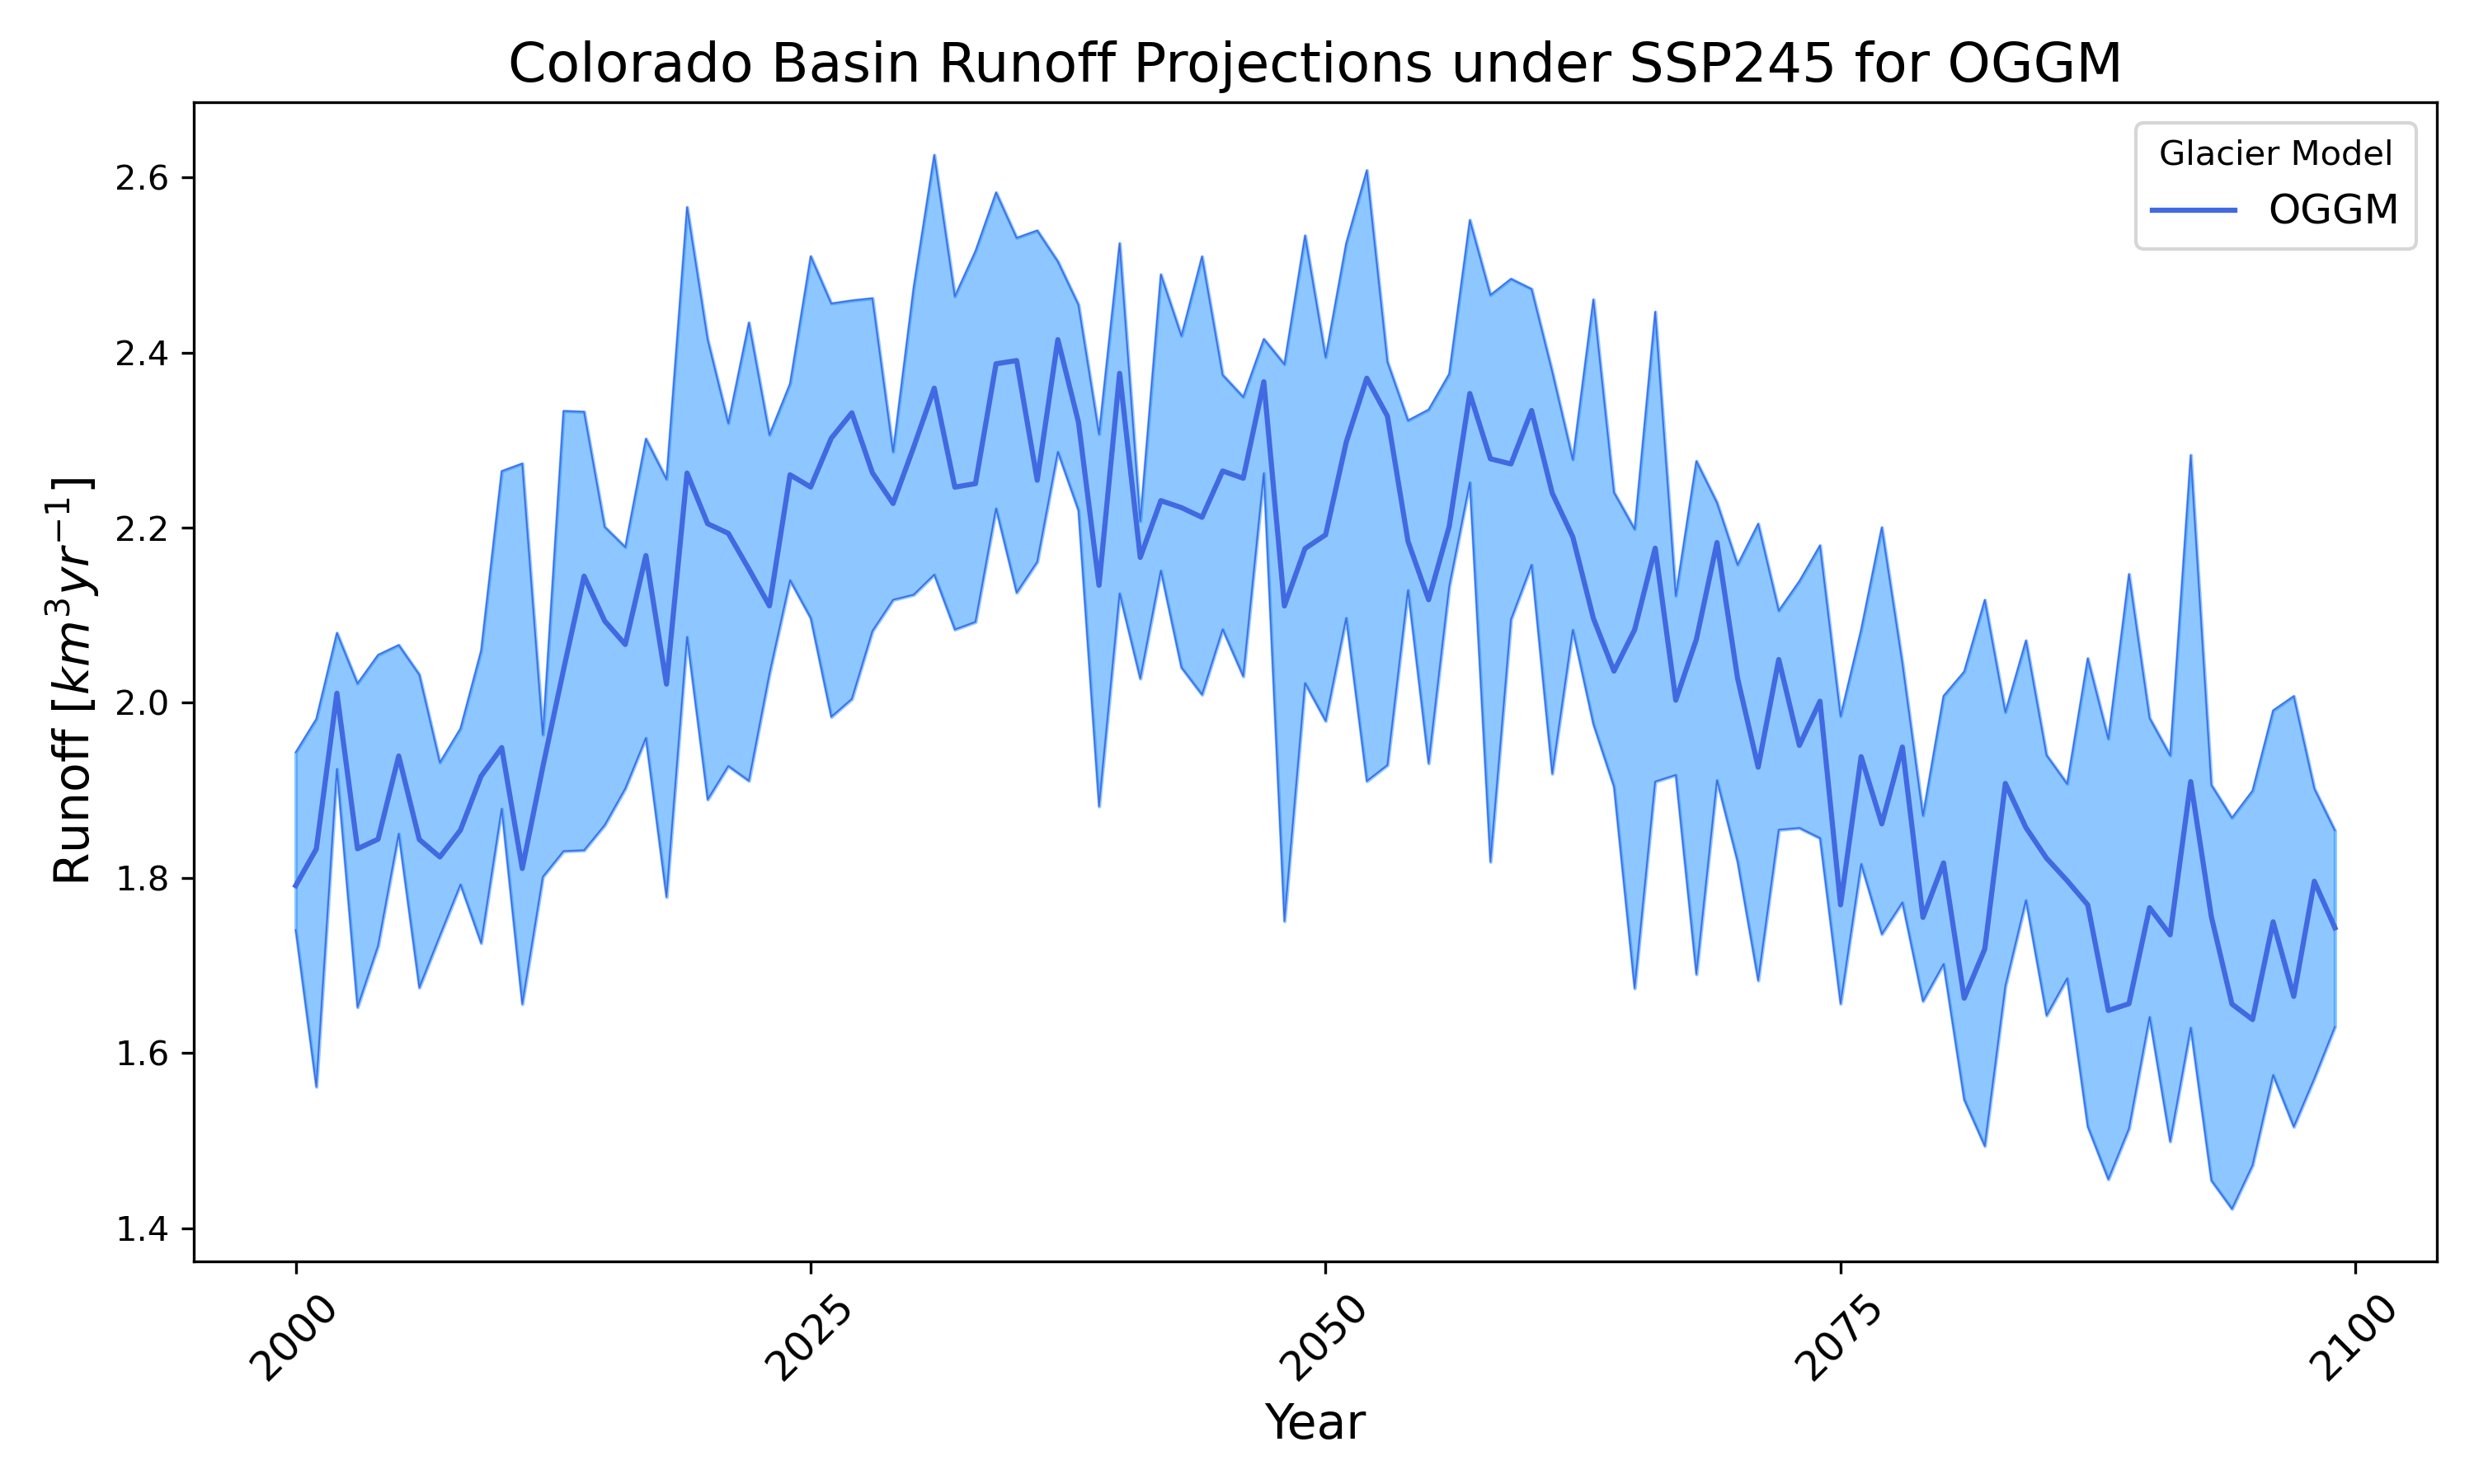 Colorado Basin Runoff Projections under SSP245 for OGGM
Glacier Model
OGGM
Runoff [km³yr⁻¹]
2.6
2.4
2.2
2.0
1.8
1.6
1.4
2000
2025
2050
2075
2100
Year